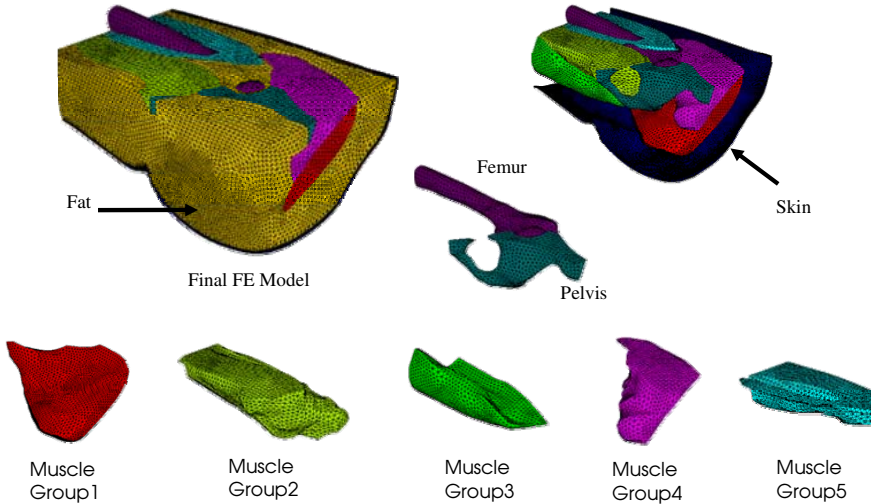 Fat
Final FE Model
Femur
Skin
Pelvis
Muscle
Group1
Muscle
Group2
Muscle
Group3
Muscle
Group4
Muscle
Group5